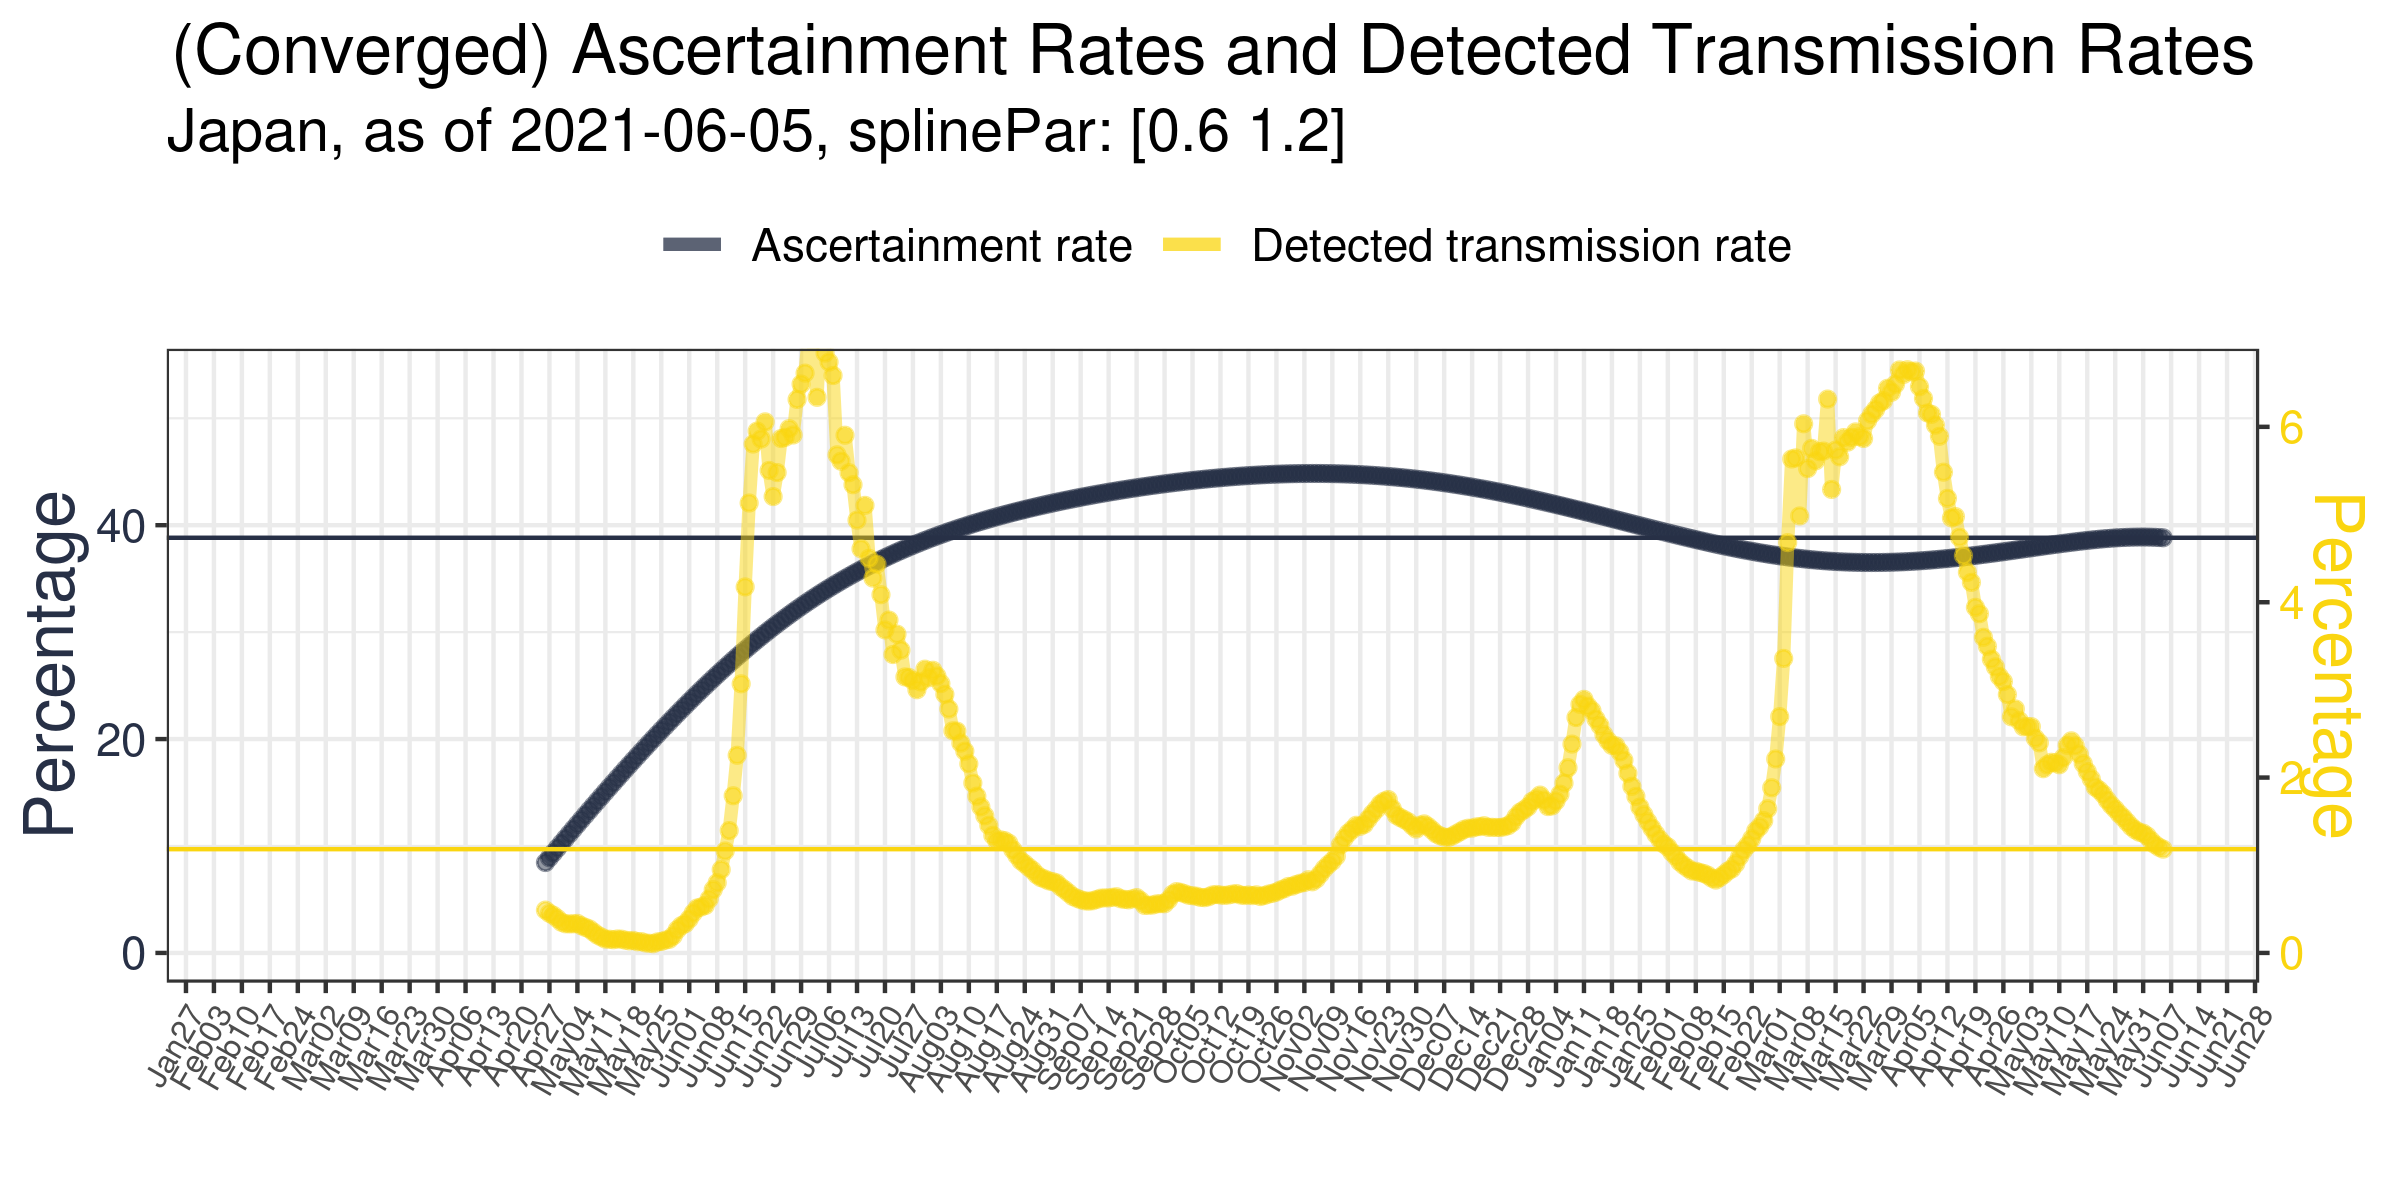 (Converged) Ascertainment Rates and Detected Transmission Rates
Japan, as of 2021-06-05, splinePar: [0.6 1.2]
Ascertainment rate
Detected transmission rate
Percentage
40
20
0
6
4
2
0
Percentage
Jan27
Feb03
Feb10
Feb17
Feb24
Mar02
Mar09
Mar16
Mar23
Mar30
Apr06
Apr13
Apr20
Apr27
May04
May11
May18
May25
Jun01
Jun08
Jun15
Jun22
Jun29
Jul06
Jul13
Jul20
Jul27
Aug03
Aug10
Aug17
Aug24
Aug31
Sep07
Sep14
Sep21
Sep28
Oct05
Oct12
Oct19
Oct26
Nov02
Nov09
Nov16
Nov23
Nov30
Dec07
Dec14
Dec21
Dec28
Jan04
Jan11
Jan18
Jan25
Feb01
Feb08
Feb15
Feb22
Mar01
Mar08
Mar15
Mar22
Mar29
Apr05
Apr12
Apr19
Apr26
May03
May10
May17
May24
May31
Jun07
Jun14
Jun21
Jun28